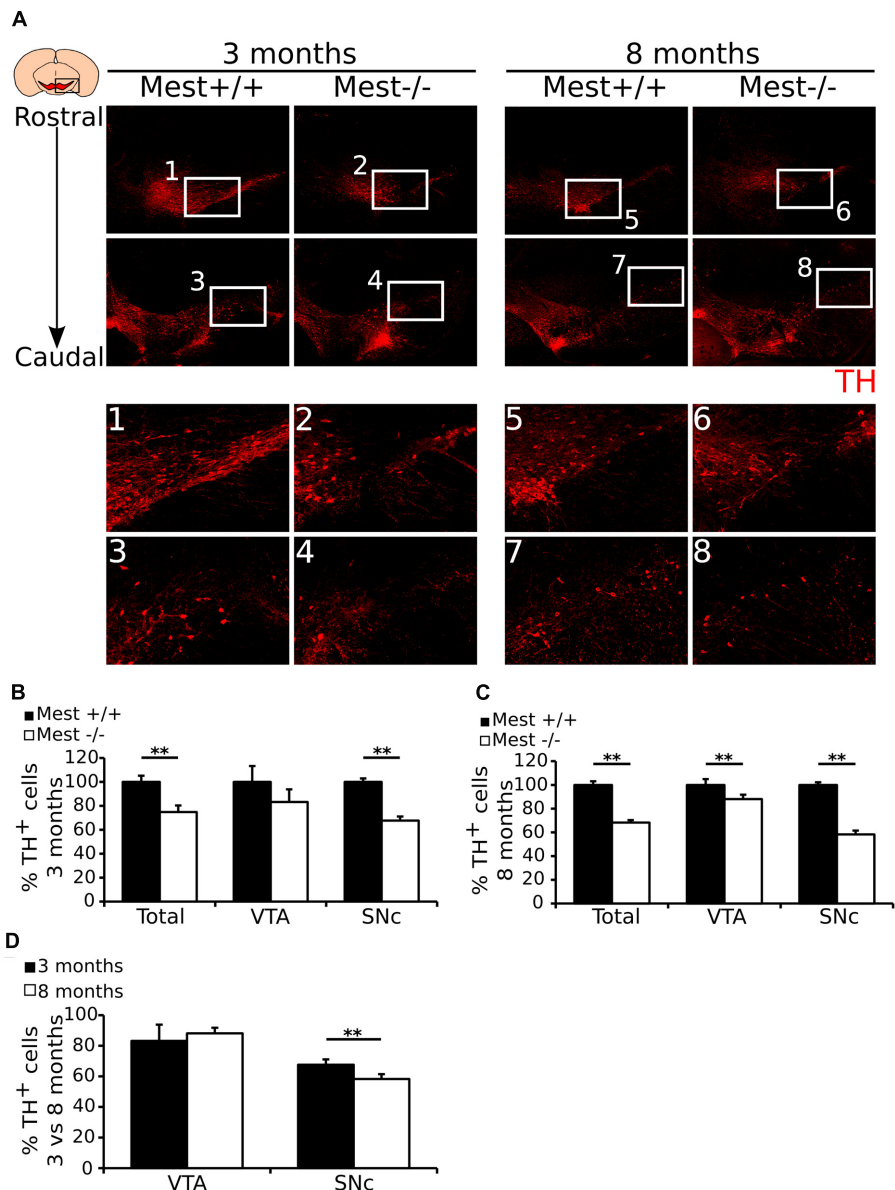 A
3 months
8 months
Mest+/+
Mest-/-
Mest+/+
Mest-/-
Rostral
Caudal
1
2
5
6
3
4
7
8
TH
1
2
5
6
3
4
7
8
B
Mest +/+
Mest -/-
% TH+ cells
3 months
120
100
80
60
40
20
0
**
**
Total
VTA
SNc
C
Mest +/+
Mest -/-
% TH+ cells
8 months
120
100
80
60
40
20
0
**
**
**
Total
VTA
SNc
D
3 months
8 months
% TH+ cells
3 vs 8 months
100
80
60
40
20
0
**
VTA
SNc